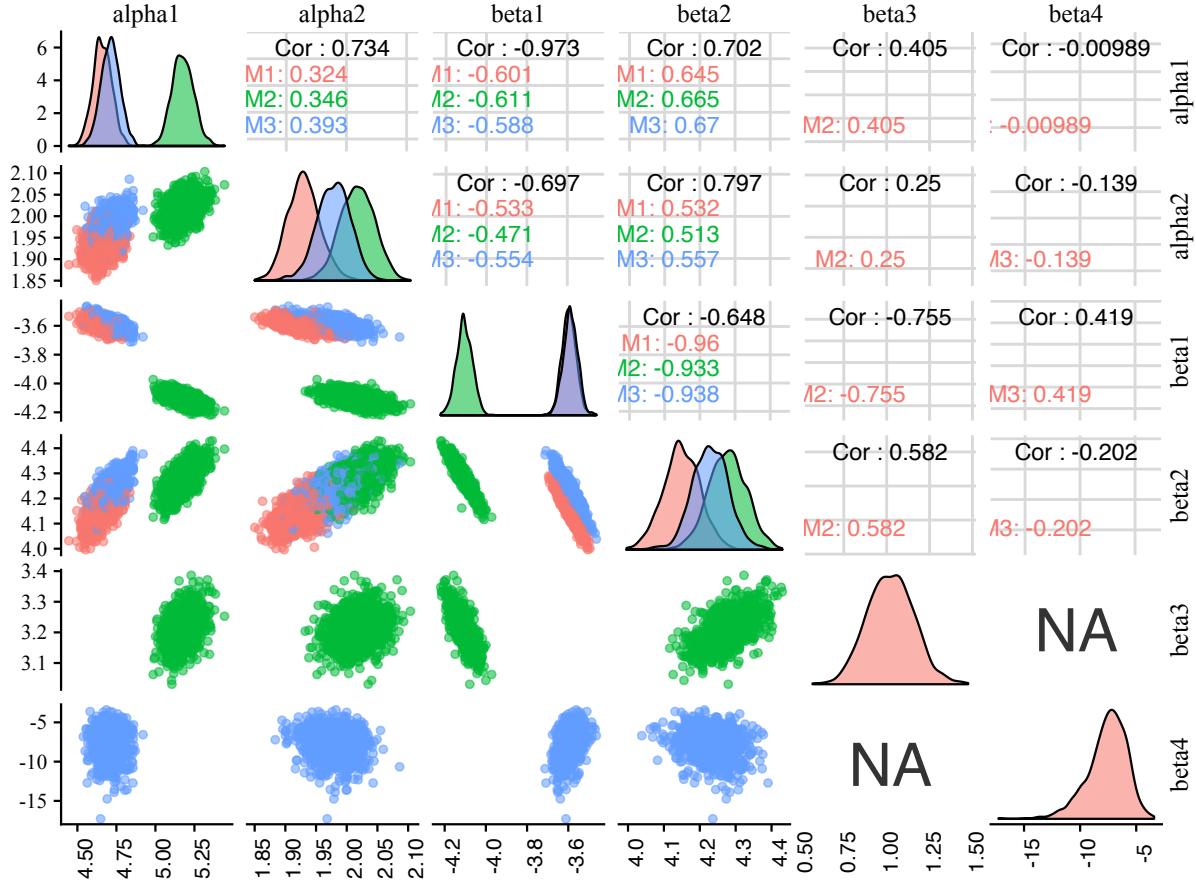 alpha1 alpha2 beta1 beta2 beta3 beta4
6
4
2
0
Cor : 0.734
M1: 0.324
M2: 0.346
M3: 0.393
Cor : -0.973
M1: -0.601
M2: -0.611
M3: -0.588
Cor : 0.702
M1: 0.645
M2: 0.665
M3: 0.67
Cor : 0.405
M2: 0.405
Cor : -0.00989
: -0.00989
alpha1
2.10
2.05
2.00
1.95
1.90
1.85
Cor : -0.697
M1: -0.533
M2: -0.471
M3: -0.554
Cor : 0.797
M1: 0.532
M2: 0.513
M3: 0.557
Cor : 0.25
M2: 0.25
Cor : -0.139
M3: -0.139
alpha2
-3.6
-3.8
-4.0
-4.2
Cor : -0.648
M1: -0.96
M2: -0.933
M3: -0.938
Cor : -0.755
M2: -0.755
Cor : 0.419
M3: 0.419
beta1
4.4
4.3
4.2
4.1
4.0
Cor : 0.582
M2: 0.582
Cor : -0.202
M3: -0.202
beta2
3.4
3.3
3.2
3.1
NA
beta3
-5
-10
-15
NA
beta4
4.50 4.75 5.00 5.25
1.85 1.90 1.95 2.00 2.05 2.10
-4.2 -4.0 -3.8 -3.6
4.0 4.1 4.2 4.3 4.4
0.50 0.75 1.00 1.25 1.50
-15 -10 -5